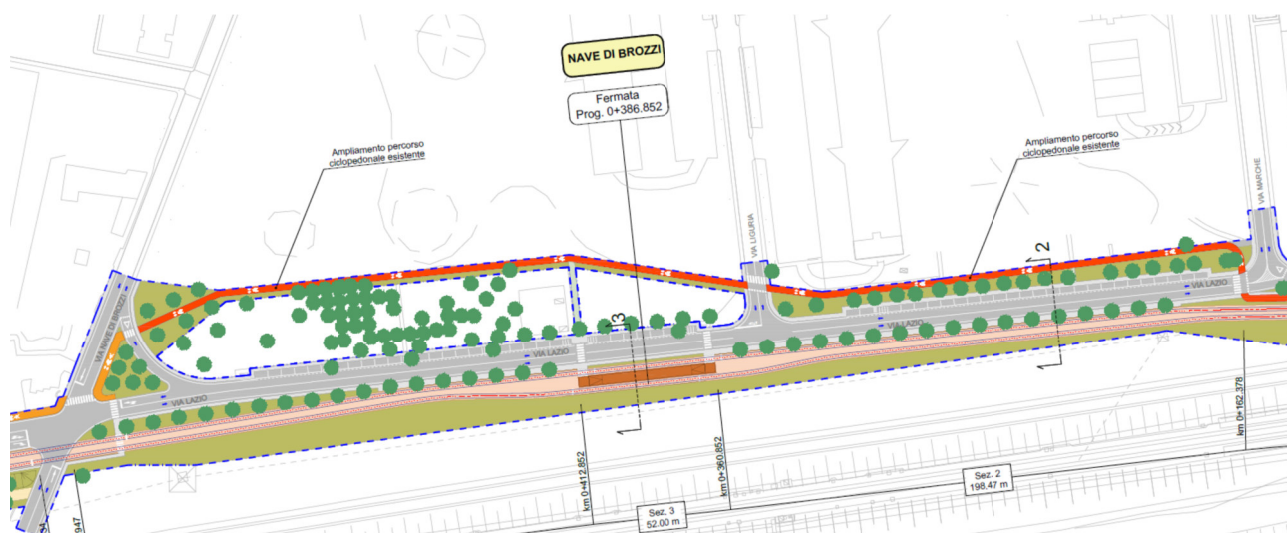 NAVE DI BROZZI
Fermata
Prog. 0+386.852
Ampliamento percorso
ciclopedonale esistente
Ampliamento percorso
ciclopedonale esistente
VIA MARCHE
VIA LIGURIA
VIA NAVE DI BROZZI
2
3
VIA LAZIO
VIA LAZIO
VIA LAZIO
VIA LAZIO
km 0+412.852
km 0+360.852
km 0+162.378
Sez. 2
198.47 m
Sez. 3
52.00 m
947